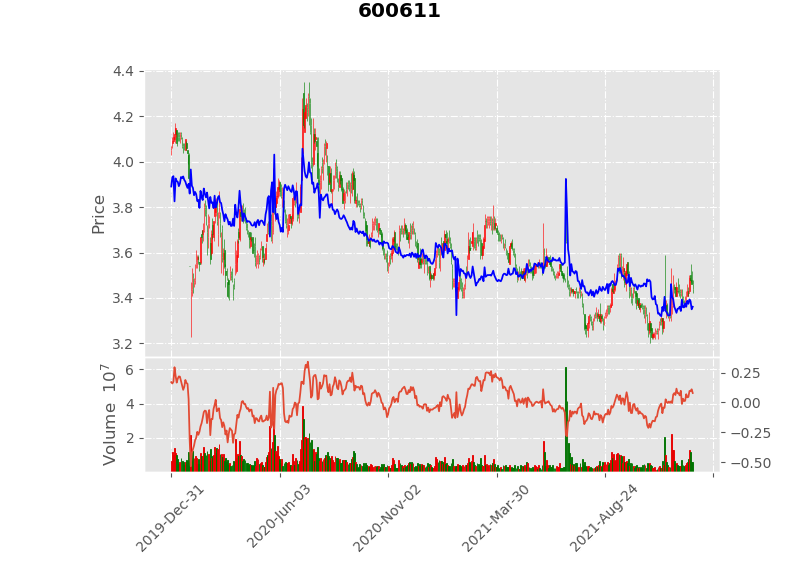 600611
4.4
4.2
4.0
3.8
3.6
3.4
3.2
Price
6
4
2
Volume 10^7
0.25
0.00
−0.25
−0.50
2019-Dec-31
2020-Jun-03
2020-Nov-02
2021-Mar-30
2021-Aug-24